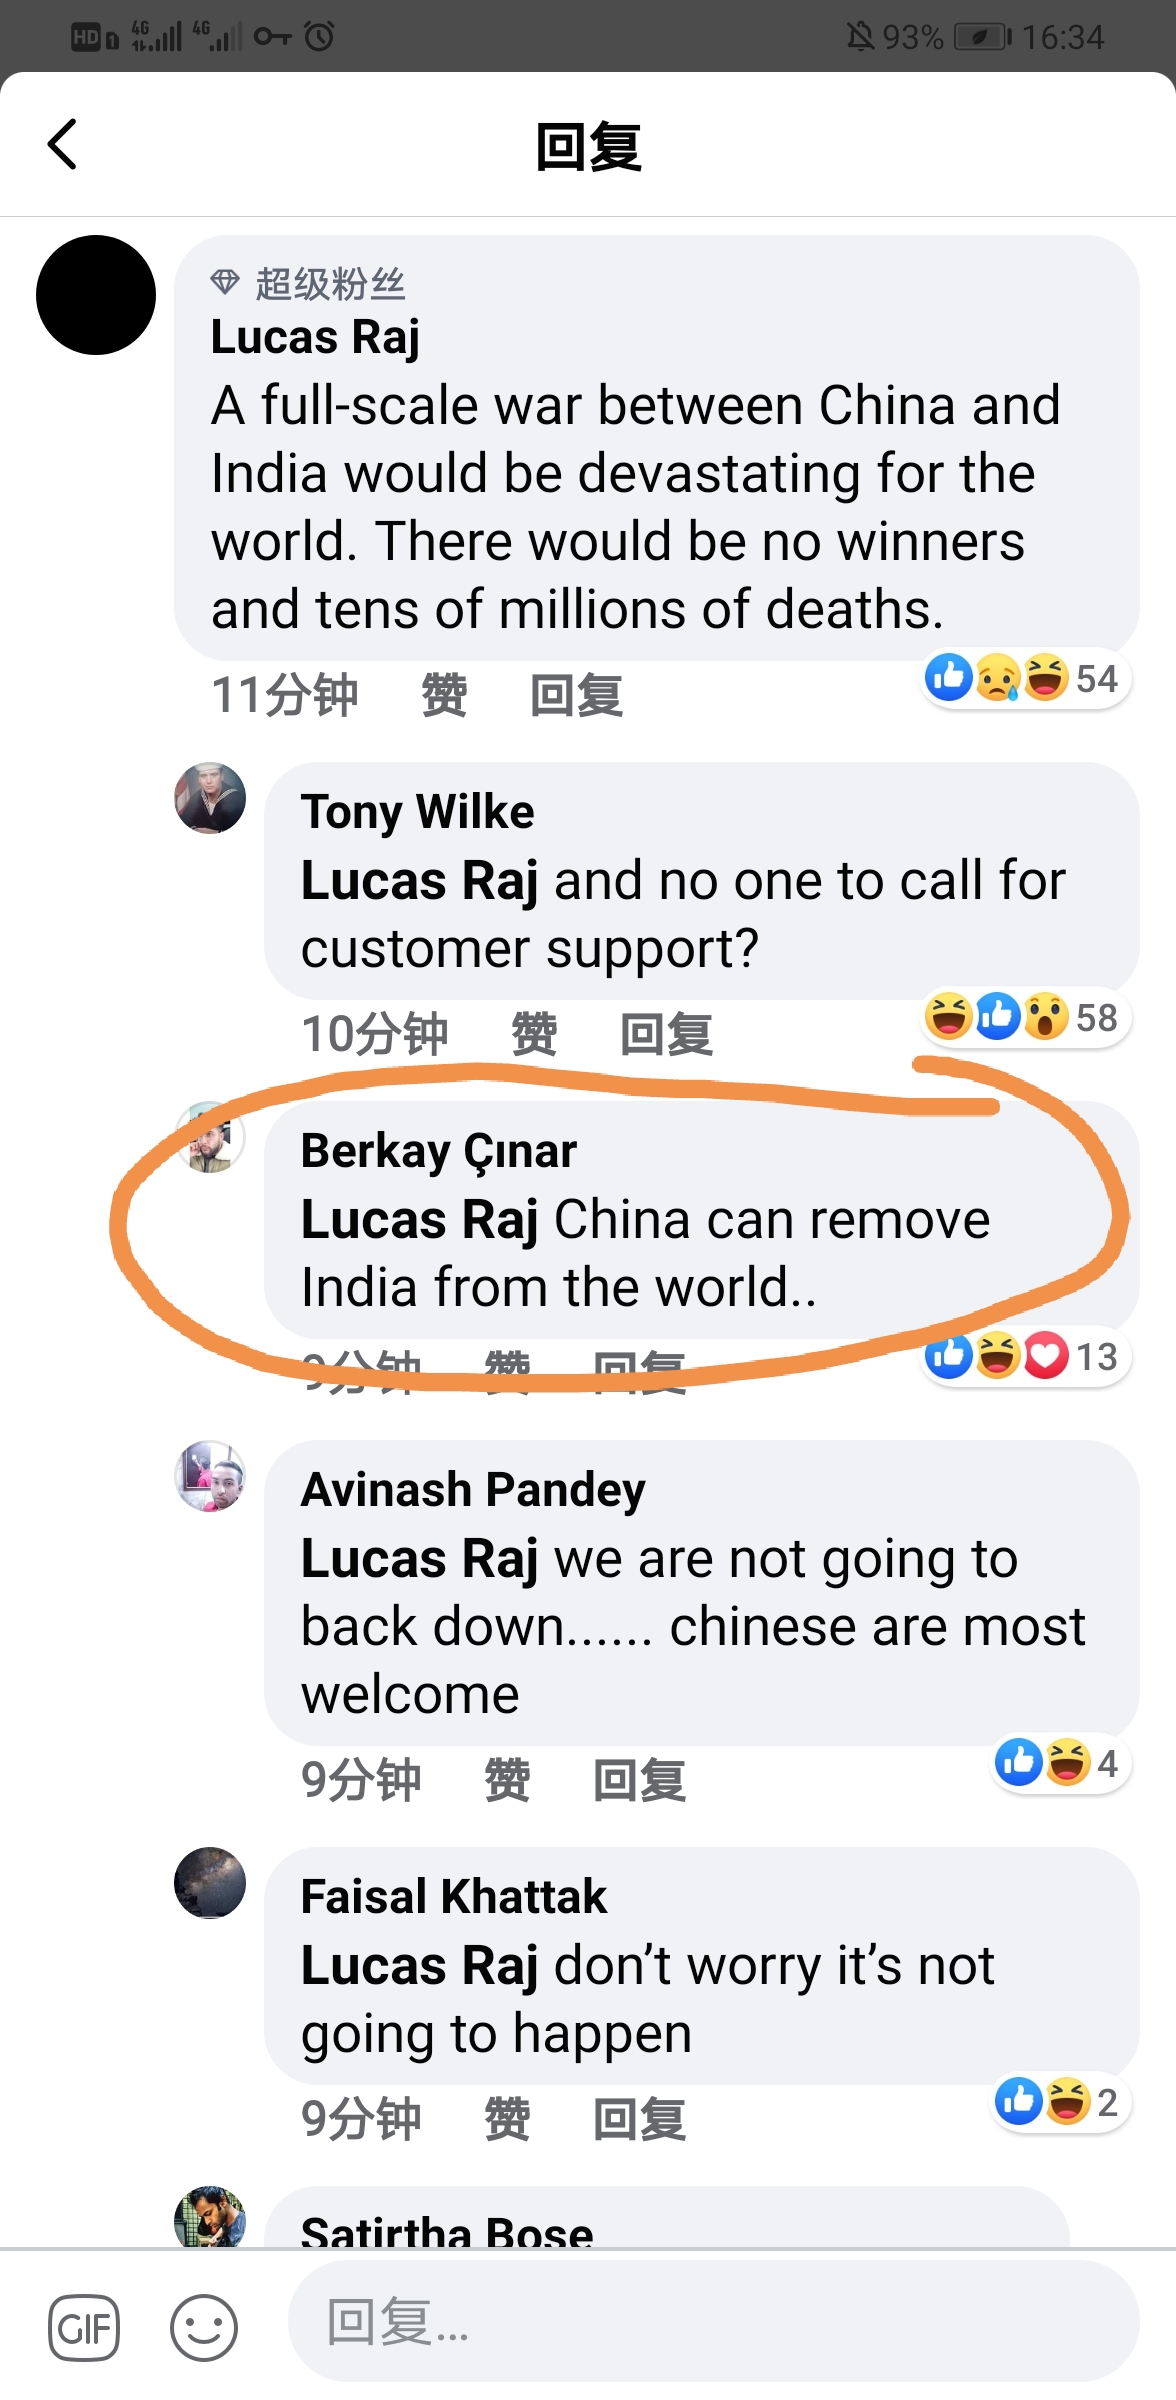 HD 1 4G 4G 93% 16:34
回复
超级粉丝
Lucas Raj
A full-scale war between China and
India would be devastating for the
world. There would be no winners
and tens of millions of deaths.
11分钟 赞 回复 54
Tony Wilke
Lucas Raj and no one to call for
customer support?
10分钟 赞 回复 58
Berkay Çınar
Lucas Raj China can remove
India from the world..
9分钟 赞 回复 13
Avinash Pandey
Lucas Raj we are not going to
back down...... chinese are most
welcome
9分钟 赞 回复 4
Faisal Khattak
Lucas Raj don’t worry it’s not
going to happen
9分钟 赞 回复 2
Satirtha Bose
GIF 回复...